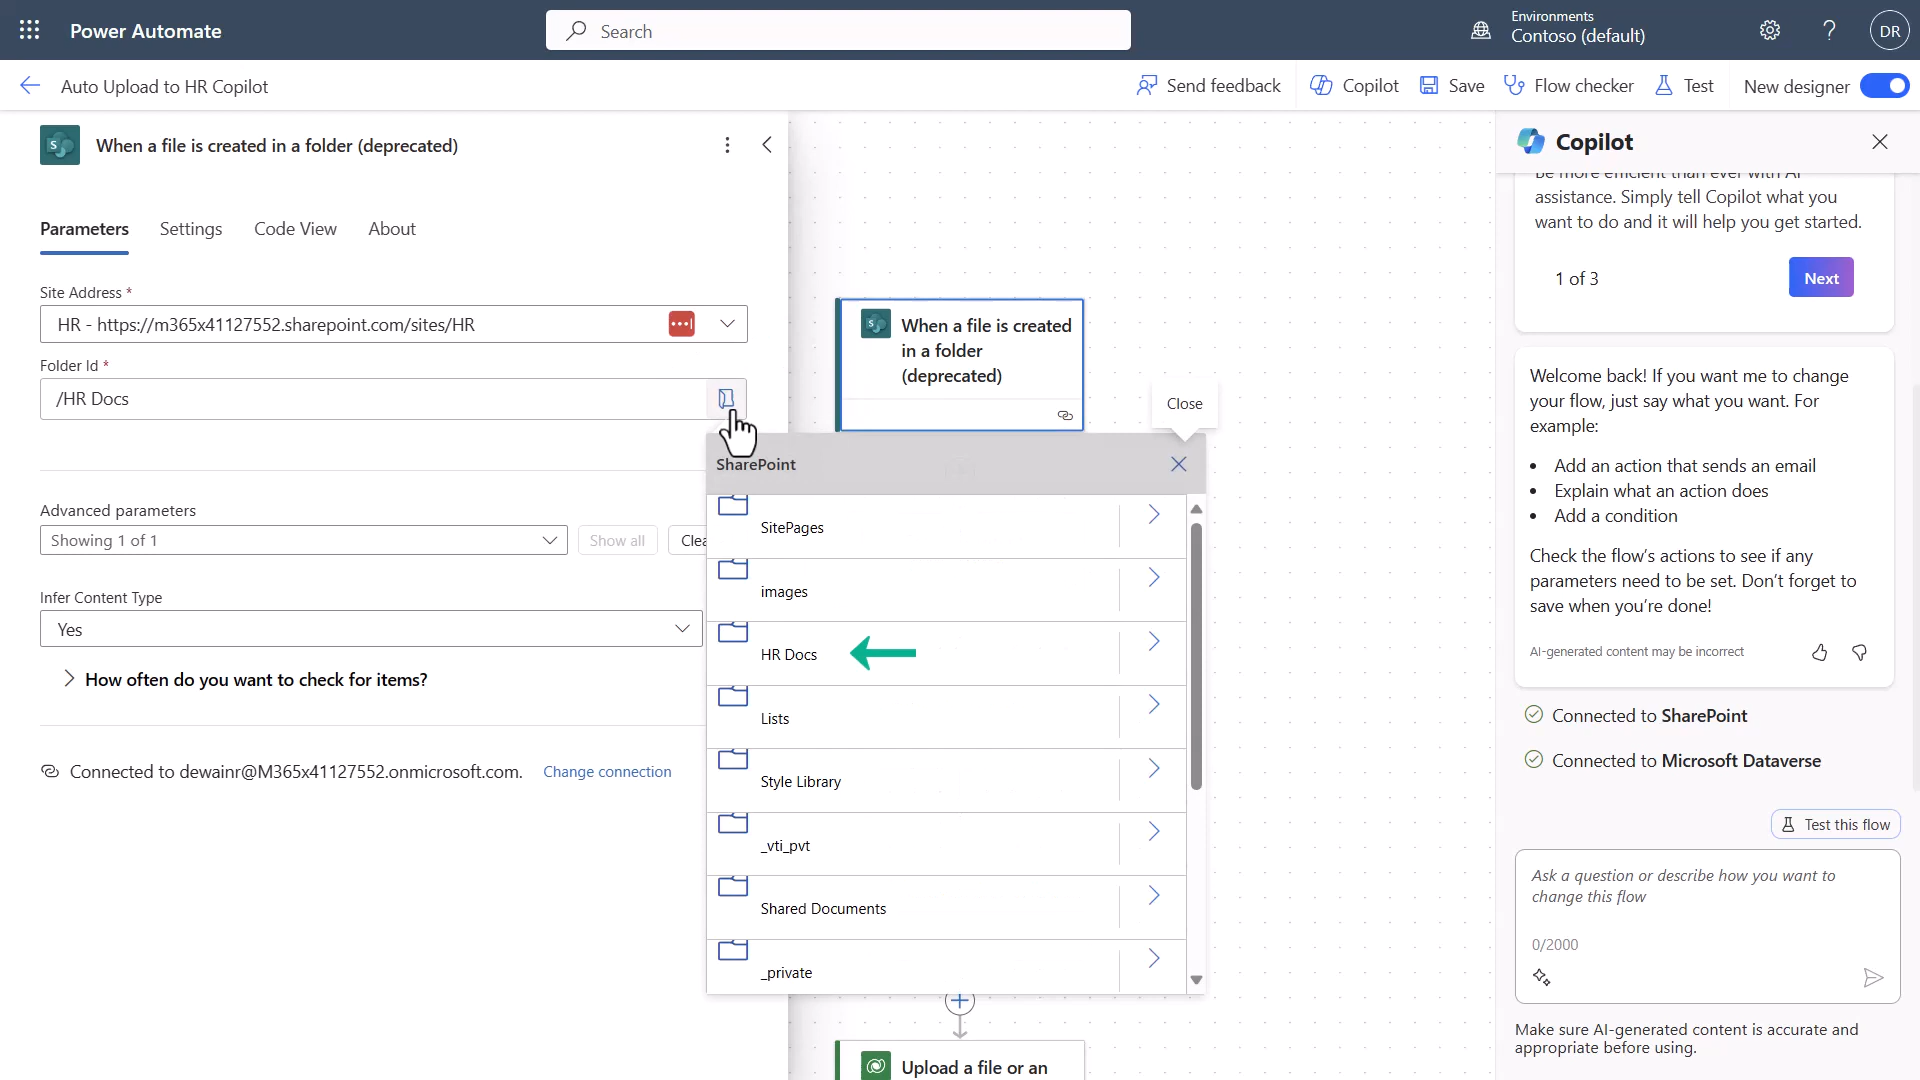 Power Automate
Search
Environments
Contoso (default)
DR
Auto Upload to HR Copilot
Send feedback
Copilot
Save
Flow checker
Test
New designer
When a file is created in a folder (deprecated)
Parameters
Settings
Code View
About
Site Address *
HR - https://m365x41127552.sharepoint.com/sites/HR
Folder Id *
/HR Docs
Advanced parameters
Showing 1 of 1
Show all
Clea
Infer Content Type
Yes
How often do you want to check for items?
Connected to dewainr@M365x41127552.onmicrosoft.com.
Change connection
When a file is created
in a folder
(deprecated)
Close
SharePoint
SitePages
images
HR Docs
Lists
Style Library
_vti_pvt
Shared Documents
_private
Upload a file or an
Copilot
Be more efficient than ever with AI
assistance. Simply tell Copilot what you
want to do and it will help you get started.
1 of 3
Next
Welcome back! If you want me to change
your flow, just say what you want. For
example:
• Add an action that sends an email
• Explain what an action does
• Add a condition
Check the flow's actions to see if any
parameters need to be set. Don't forget to
save when you're done!
AI-generated content may be incorrect
Connected to SharePoint
Connected to Microsoft Dataverse
Test this flow
Ask a question or describe how you want to
change this flow
0/2000
Make sure AI-generated content is accurate and
appropriate before using.